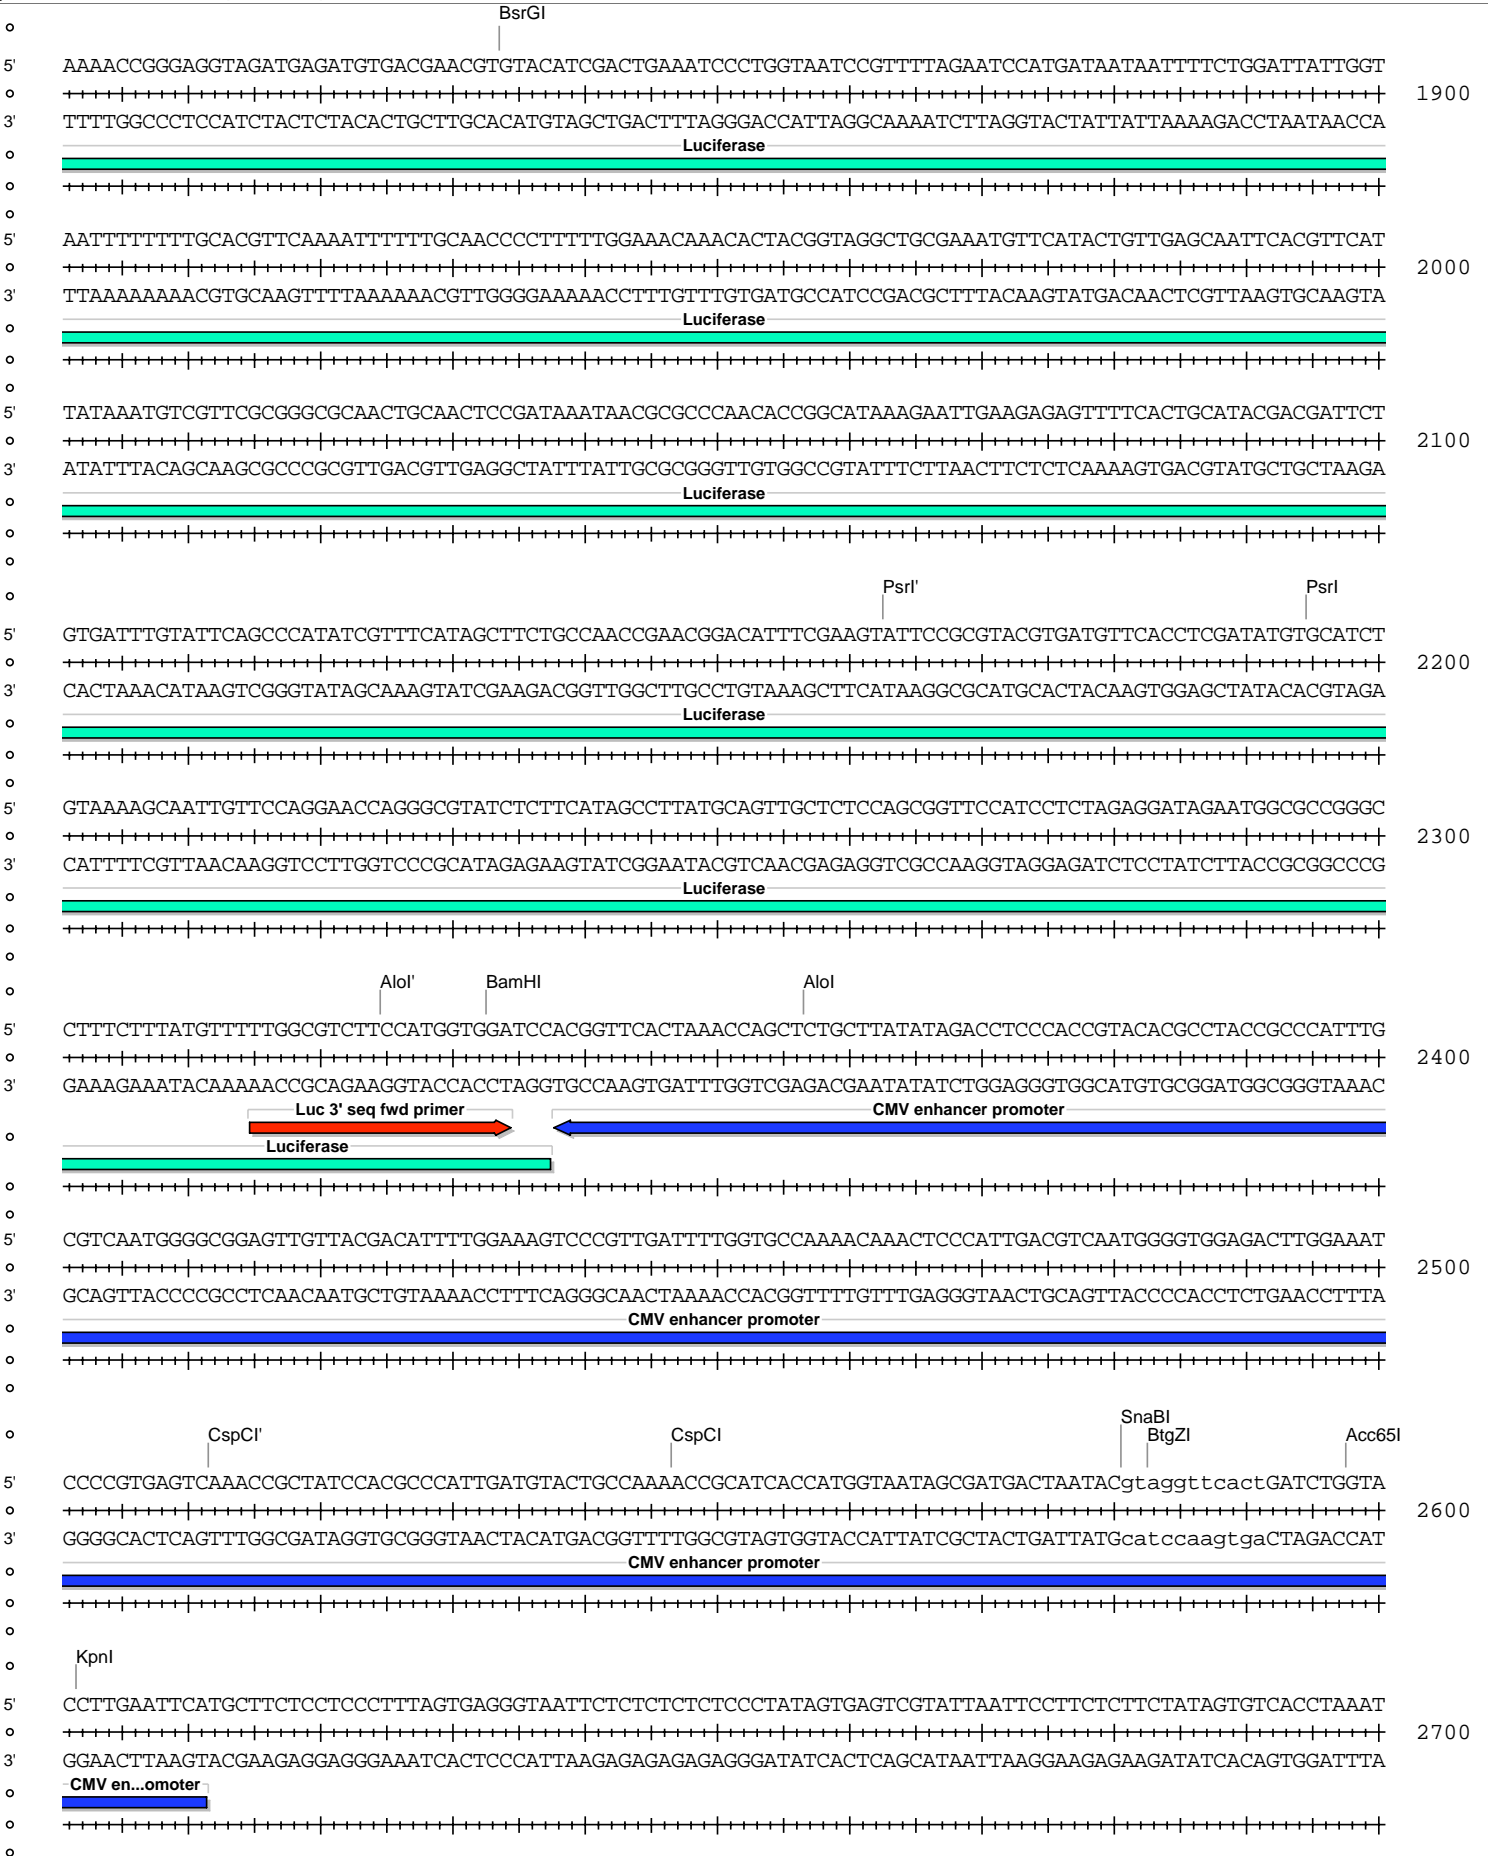 BsrGI
5' AAAACCGGGAGGTAGATGAGATGTGACGAACGTGTACATCGACTGAAATCCCTGGTAATCCGTTTTAGAATCCATGATAATAATTTTCTGGATTATTGGT
1900
3' TTTTGGCCCTCCATCTACTCTACACTGCTTGCACATGTAGCTGACTTTAGGGACCATTAGGCAAAATCTTAGGTACTATTATTAAAAGACCTAATAACCA
Luciferase
5' AATTTTTTTTGCACGTTCAAAATTTTTTGCAACCCCTTTTTGGAAACAAACACTACGGTAGGCTGCGAAATGTTCATACTGTTGAGCAATTCACGTTCAT
2000
3' TTAAAAAAAACGTGCAAGTTTTAAAAAACGTTGGGGAAAAACCTTTGTTTGTGATGCCATCCGACGCTTTACAAGTATGACAACTCGTTAAGTGCAAGTA
Luciferase
5' TATAAATGTCGTTCGCGGGCGCAACTGCAACTCCGATAAATAACGCGCCCAACACCGGCATAAAGAATTGAAGAGAGTTTTCACTGCATACGACGATTCT
2100
3' ATATTTACAGCAAGCGCCCGCGTTGACGTTGAGGCTATTTATTGCGCGGGTTGTGGCCGTATTTCTTAACTTCTCTCAAAAGTGACGTATGCTGCTAAGA
Luciferase
PsrI' PsrI
5' GTGATTTGTATTCAGCCCATATCGTTTCATAGCTTCTGCCAACCGAACGGACATTTCGAAGTATTCCGCGTACGTGATGTTCACCTCGATATGTGCATCT
2200
3' CACTAAACATAAGTCGGGTATAGCAAAGTATCGAAGACGGTTGGCTTGCCTGTAAAGCTTCATAAGGCGCATGCACTACAAGTGGAGCTATACACGTAGA
Luciferase
5' GTAAAAGCAATTGTTCCAGGAACCAGGGCGTATCTCTTCATAGCCTTATGCAGTTGCTCTCCAGCGGTTCCATCCTCTAGAGGATAGAATGGCGCCGGGC
2300
3' CATTTTCGTTAACAAGGTCCTTGGTCCCGCATAGAGAAGTATCGGAATACGTCAACGAGAGGTCGCCAAGGTAGGAGATCTCCTATCTTACCGCGGCCCG
Luciferase
AloI' BamHI AloI
5' CTTTCTTTATGTTTTTGGCGTCTTCCATGGTGGATCCACGGTTCACTAAACCAGCTCTGCTTATATAGACCTCCCACCGTACACGCCTACCGCCCATTTG
2400
3' GAAAGAAATACAAAAACCGCAGAAGGTACCACCTAGGTGCCAAGTGATTTGGTCGAGACGAATATATCTGGAGGGTGGCATGTGCGGATGGCGGGTAAAC
Luc 3' seq fwd primer CMV enhancer promoter
Luciferase
5' CGTCAATGGGGCGGAGTTGTTACGACATTTTGGAAAGTCCCGTTGATTTTGGTGCCAAAACAAACTCCCATTGACGTCAATGGGGTGGAGACTTGGAAAT
2500
3' GCAGTTACCCCGCCTCAACAATGCTGTAAAACCTTTCAGGGCAACTAAAACCACGGTTTTGTTTGAGGGTAACTGCAGTTACCCCACCTCTGAACCTTTA
CMV enhancer promoter
SnaBI
CspCI' CspCI BtgZI Acc65I
5' CCCCGTGAGTCAAACCGCTATCCACGCCCATTGATGTACTGCCAAAACCGCATCACCATGGTAATAGCGATGACTAATACgtaggttcactGATCTGGTA
2600
3' GGGGCACTCAGTTTGGCGATAGGTGCGGGTAACTACATGACGGTTTTGGCGTAGTGGTACCATTATCGCTACTGATTATGcatccaagtgaCTAGACCAT
CMV enhancer promoter
KpnI
5' CCTTGAATTCATGCTTCTCCTCCCTTTAGTGAGGGTAATTCTCTCTCTCTCCCTATAGTGAGTCGTATTAATTCCTTCTCTTCTATAGTGTCACCTAAAT
2700
3' GGAACTTAAGTACGAAGAGGAGGGAAATCACTCCCATTAAGAGAGAGAGAGGGATATCACTCAGCATAATTAAGGAAGAGAAGATATCACAGTGGATTTA
CMV en...omoter